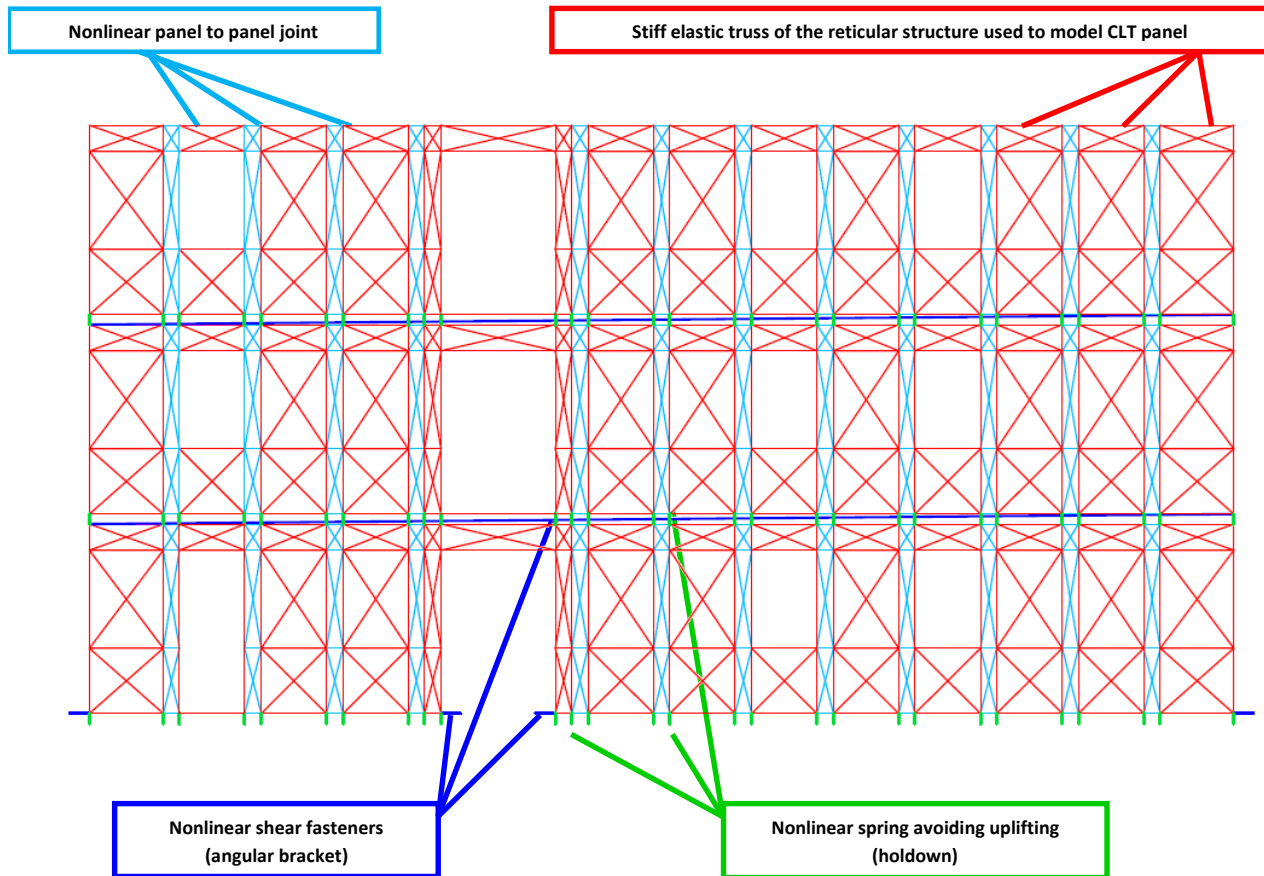 Nonlinear panel to panel joint
Stiff elastic truss of the reticular structure used to model CLT panel
Nonlinear shear fasteners
(angular bracket)
Nonlinear spring avoiding uplifting
(holdown)